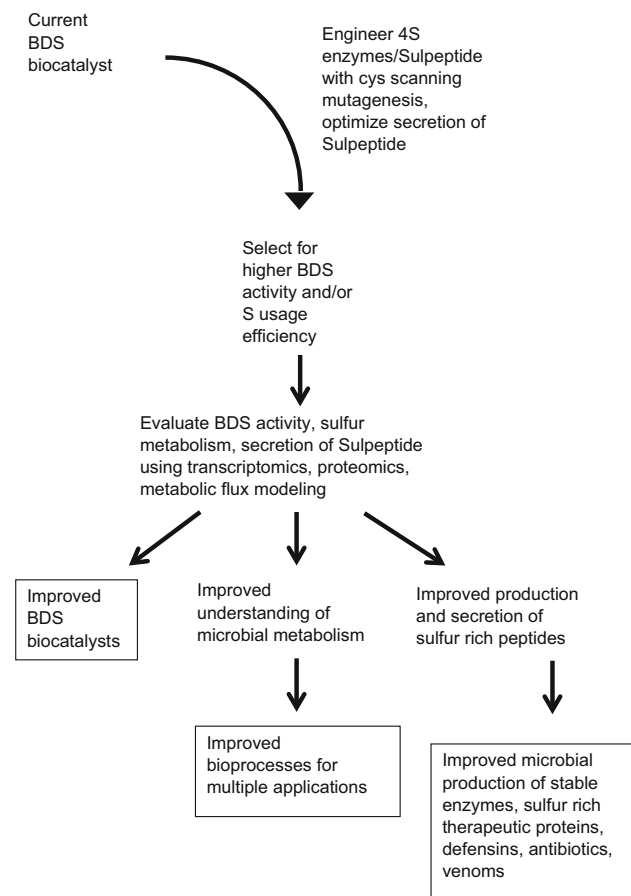 Current
BDS
biocatalyst
Engineer 4S
enzymes/Sulpeptide
with cys scanning
mutagenesis,
optimize secretion of
Sulpeptide
Select for
higher BDS
activity and/or
S usage
efficiency
Evaluate BDS activity, sulfur
metabolism, secretion of Sulpeptide
using transcriptomics, proteomics,
metabolic flux modeling
Improved
BDS
biocatalysts
Improved
understanding of
microbial metabolism
Improved production
and secretion of
sulfur rich peptides
Improved
bioprocesses for
multiple applications
Improved microbial
production of stable
enzymes, sulfur rich
therapeutic proteins,
defensins, antibiotics,
venoms